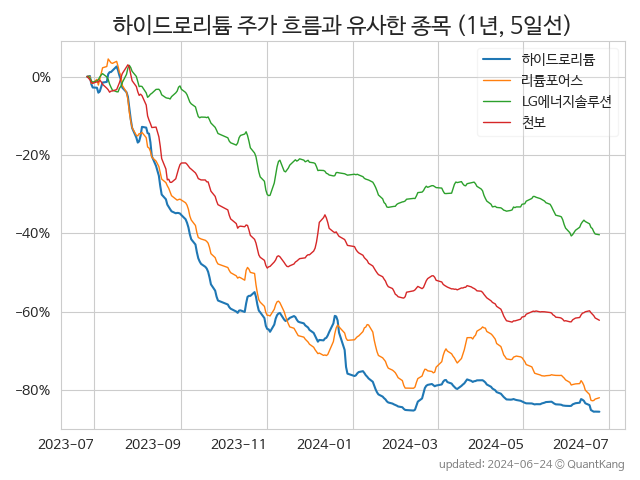 하이드로리튬 주가 흐름과 유사한 종목 (1년, 5일선)
하이드로리튬
리튬포어스
LG에너지솔루션
천보
0%
−20%
−40%
−60%
−80%
2023-07 2023-09 2023-11 2024-01 2024-03 2024-05 2024-07
updated: 2024-06-24 © QuantKang